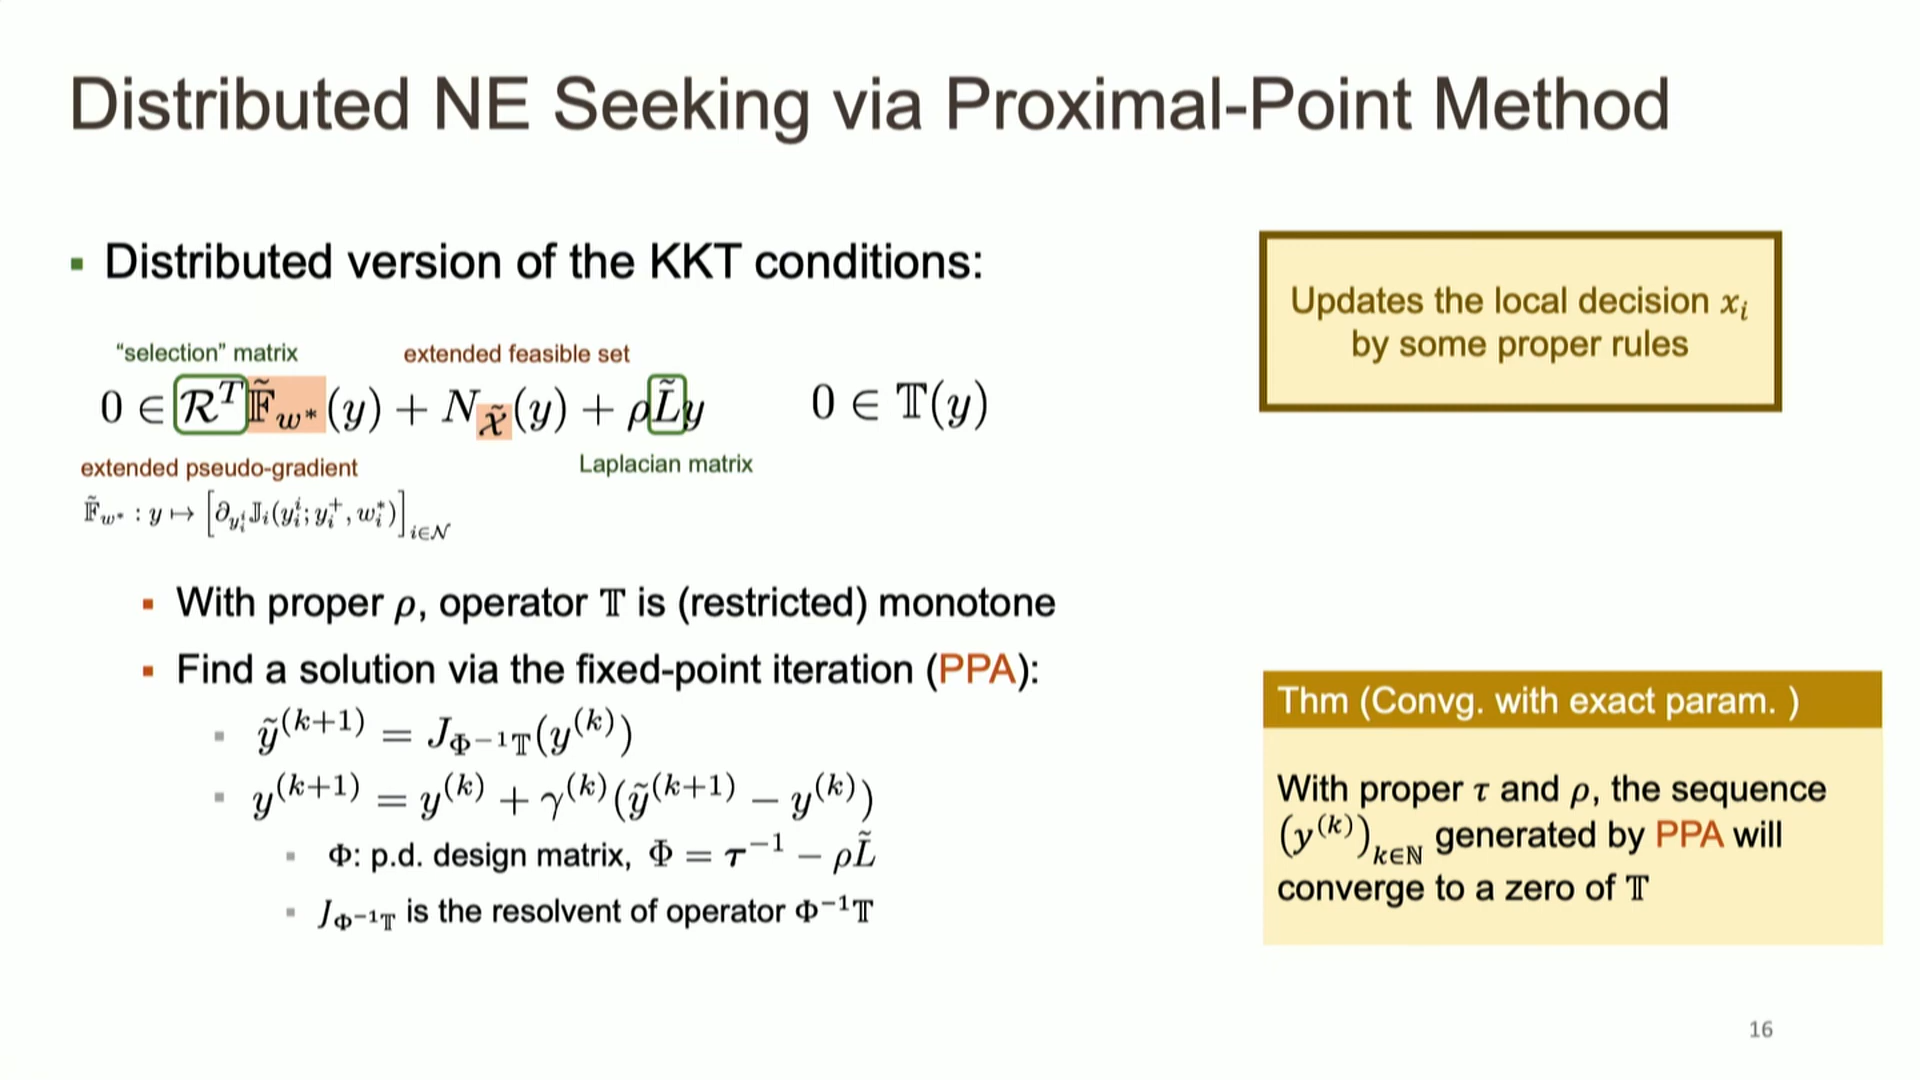 Distributed NE Seeking via Proximal-Point Method
▪ Distributed version of the KKT conditions:
“selection” matrix
extended feasible set
0 ∈ ℛᵀ𝔽̃_{w*}(y) + N_{𝒳̃}(y) + ρL̃y
0 ∈ 𝕋(y)
extended pseudo-gradient
Laplacian matrix
𝔽̃_{w*} : y ↦ [∂_{y_i^i} 𝕁_i(y_i^i; y_i^+, w_i^*)]_{i∈𝒩}
▪ With proper ρ, operator 𝕋 is (restricted) monotone
▪ Find a solution via the fixed-point iteration (PPA):
▪ ỹ^{(k+1)} = J_{Φ^{-1}𝕋}(y^{(k)})
▪ y^{(k+1)} = y^{(k)} + γ^{(k)}(ỹ^{(k+1)} − y^{(k)})
▪ Φ: p.d. design matrix, Φ = τ^{-1} − ρL̃
▪ J_{Φ^{-1}𝕋} is the resolvent of operator Φ^{-1}𝕋
Updates the local decision x_i
by some proper rules
Thm (Convg. with exact param. )
With proper τ and ρ, the sequence
(y^{(k)})_{k∈ℕ} generated by PPA will
converge to a zero of 𝕋
16